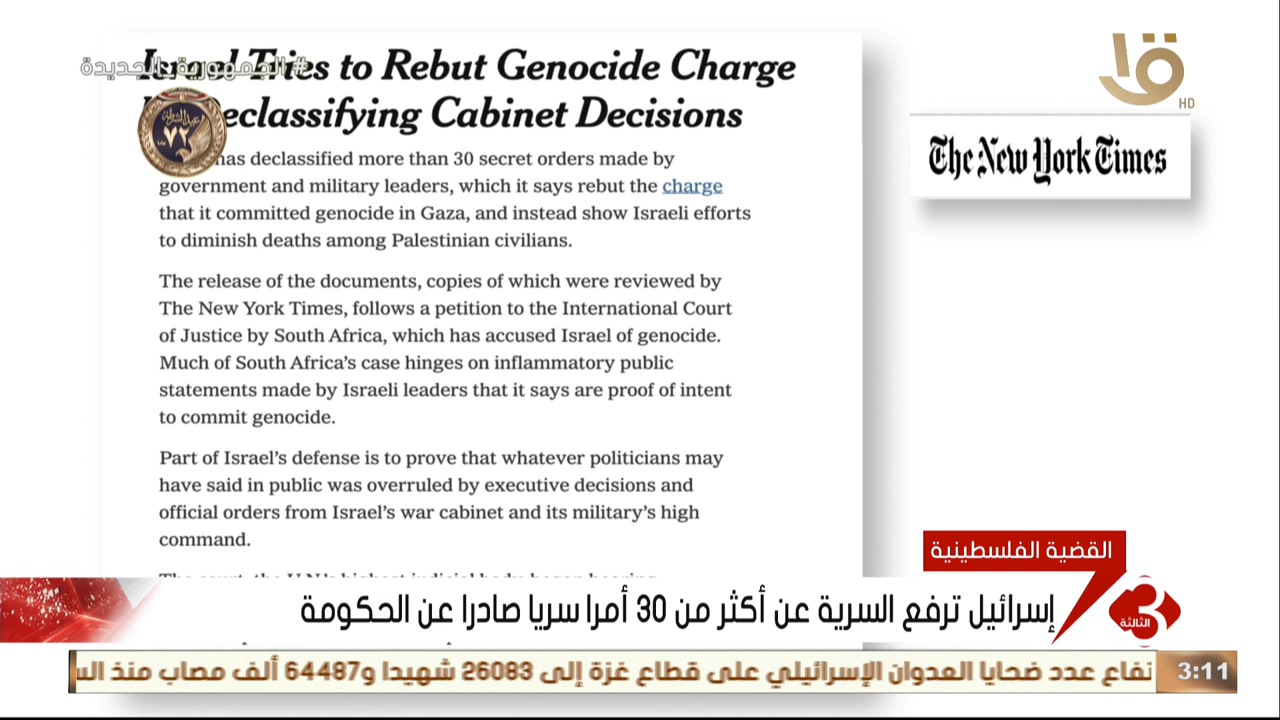 Israel Tries to Rebut Genocide Charge
Declassifying Cabinet Decisions
#الجمهورية_الجديدة
عيد الشرطة
٧٢
عاما
HD
The New York Times
has declassified more than 30 secret orders made by
government and military leaders, which it says rebut the charge
that it committed genocide in Gaza, and instead show Israeli efforts
to diminish deaths among Palestinian civilians.
The release of the documents, copies of which were reviewed by
The New York Times, follows a petition to the International Court
of Justice by South Africa, which has accused Israel of genocide.
Much of South Africa’s case hinges on inflammatory public
statements made by Israeli leaders that it says are proof of intent
to commit genocide.
Part of Israel’s defense is to prove that whatever politicians may
have said in public was overruled by executive decisions and
official orders from Israel’s war cabinet and its military’s high
command.
القضية الفلسطينية
إسرائيل ترفع السرية عن أكثر من 30 أمرا سريا صادرا عن الحكومة
3
الثالثة
تفاع عدد ضحايا العدوان الإسرائيلي على قطاع غزة إلى 26083 شهيدا و64487 ألف مصاب منذ الس
3:11